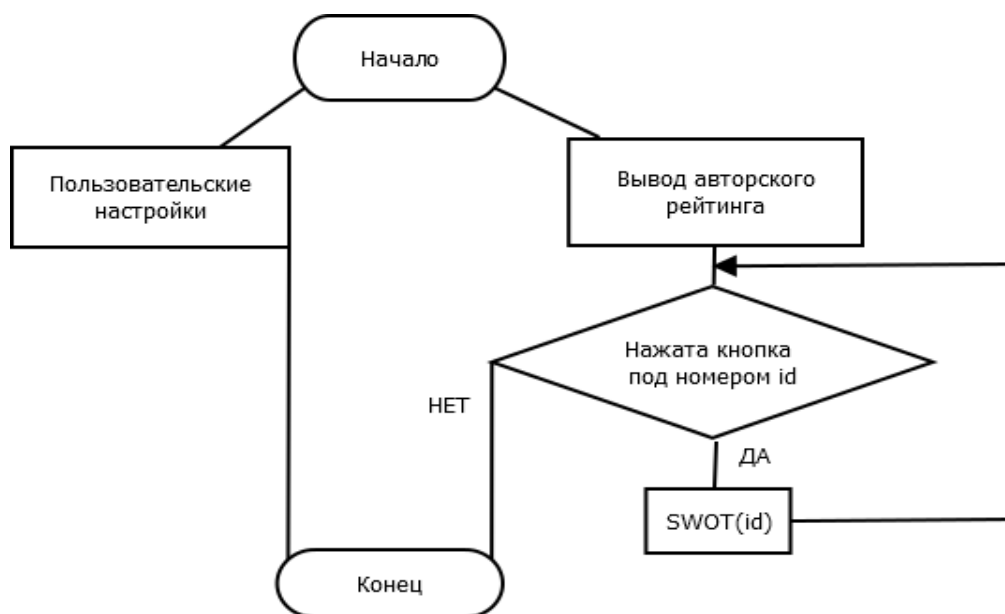 Начало
Пользовательские
настройки
Вывод авторского
рейтинга
Нажата кнопка
под номером id
НЕТ
ДА
SWOT(id)
Конец